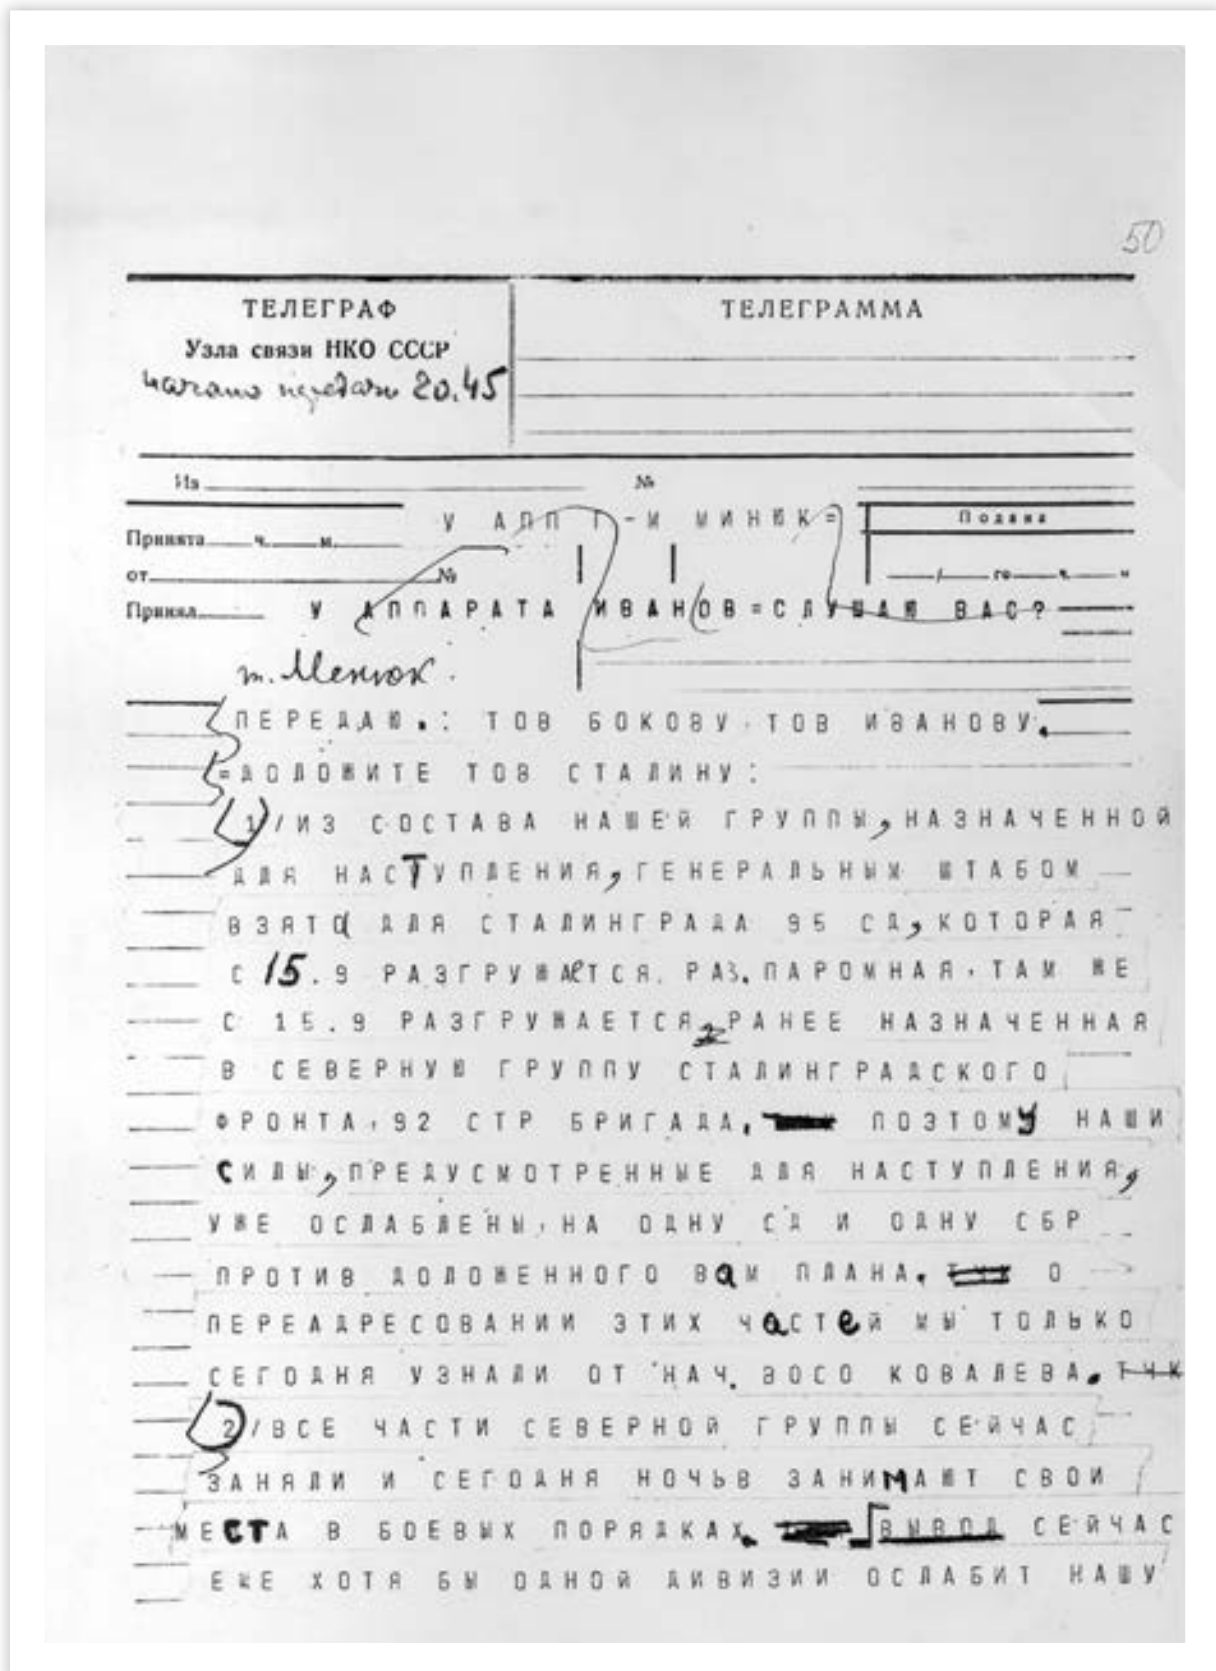 50
ТЕЛЕГРАФ
Узла связи НКО СССР
начало передачи 20.45
ТЕЛЕГРАММА
Из № 
У АПП Г-М МИНЮК=
Подана
Принята ч. м.
от №
/ го ч. м
Принял У АППАРАТА ИВАНОВ=СЛУШАЮ ВАС?
т. Менюк.
ПЕРЕДАЮ.: ТОВ БОКОВУ ТОВ ИВАНОВУ.
=ДОЛОЖИТЕ ТОВ СТАЛИНУ:
1/ИЗ СОСТАВА НАШЕЙ ГРУППЫ, НАЗНАЧЕННОЙ
ДЛЯ НАСТУПЛЕНИЯ, ГЕНЕРАЛЬНЫМ ШТАБОМ
ВЗЯТО ДЛЯ СТАЛИНГРАДА 95 СД, КОТОРАЯ
С 15.9 РАЗГРУЖАЕТСЯ РАЗ. ПАРОМНАЯ. ТАМ ЖЕ
С 15.9 РАЗГРУЖАЕТСЯ РАНЕЕ НАЗНАЧЕННАЯ
В СЕВЕРНУЮ ГРУППУ СТАЛИНГРАДСКОГО
ФРОНТА, 92 СТР БРИГАДА. ПОЭТОМУ НАШИ
СИЛЫ, ПРЕДУСМОТРЕННЫЕ ДЛЯ НАСТУПЛЕНИЯ,
УЖЕ ОСЛАБЛЕНЫ, НА ОДНУ СД И ОДНУ СБР
ПРОТИВ ДОЛОЖЕННОГО ВАМ ПЛАНА. ТЧК О
ПЕРЕАДРЕСОВАНИИ ЭТИХ ЧАСТЕЙ МЫ ТОЛЬКО
СЕГОДНЯ УЗНАЛИ ОТ НАЧ. ВОСО КОВАЛЕВА. ТЧК
2/ВСЕ ЧАСТИ СЕВЕРНОЙ ГРУППЫ СЕЙЧАС
ЗАНЯЛИ И СЕГОДНЯ НОЧЬЮ ЗАНИМАЮТ СВОИ
МЕСТА В БОЕВЫХ ПОРЯДКАХ. ВЫВОД СЕЙЧАС
ЕЩЕ ХОТЯ БЫ ОДНОЙ ДИВИЗИИ ОСЛАБИТ НАШУ